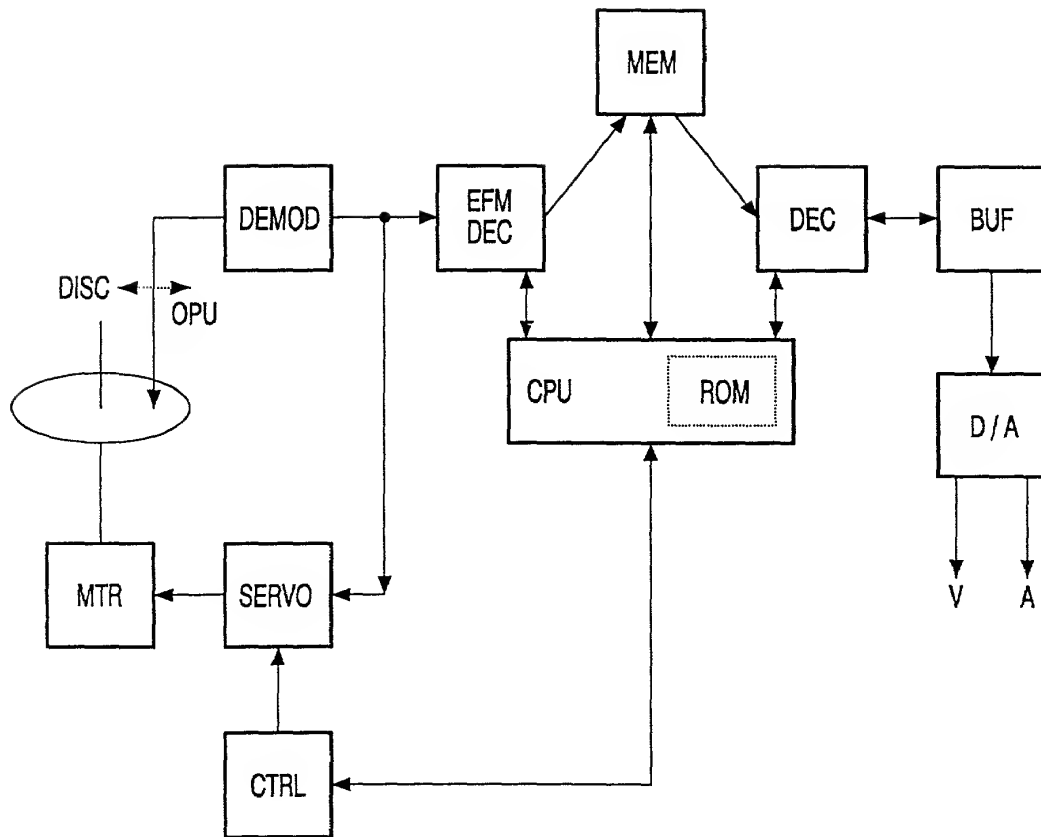 MEM
DEMOD
EFM
DEC
DEC
BUF
DISC
OPU
CPU
ROM
D/A
MTR
SERVO
V
A
CTRL